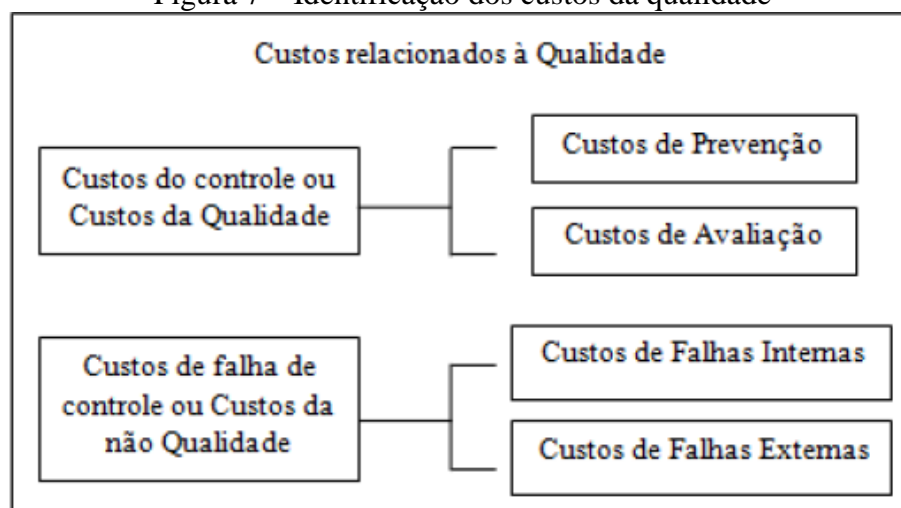 Figura 7 – Identificação dos custos da qualidade
Custos relacionados à Qualidade
Custos do controle ou
Custos da Qualidade
Custos de Prevenção
Custos de Avaliação
Custos de falha de
controle ou Custos da
não Qualidade
Custos de Falhas Internas
Custos de Falhas Externas